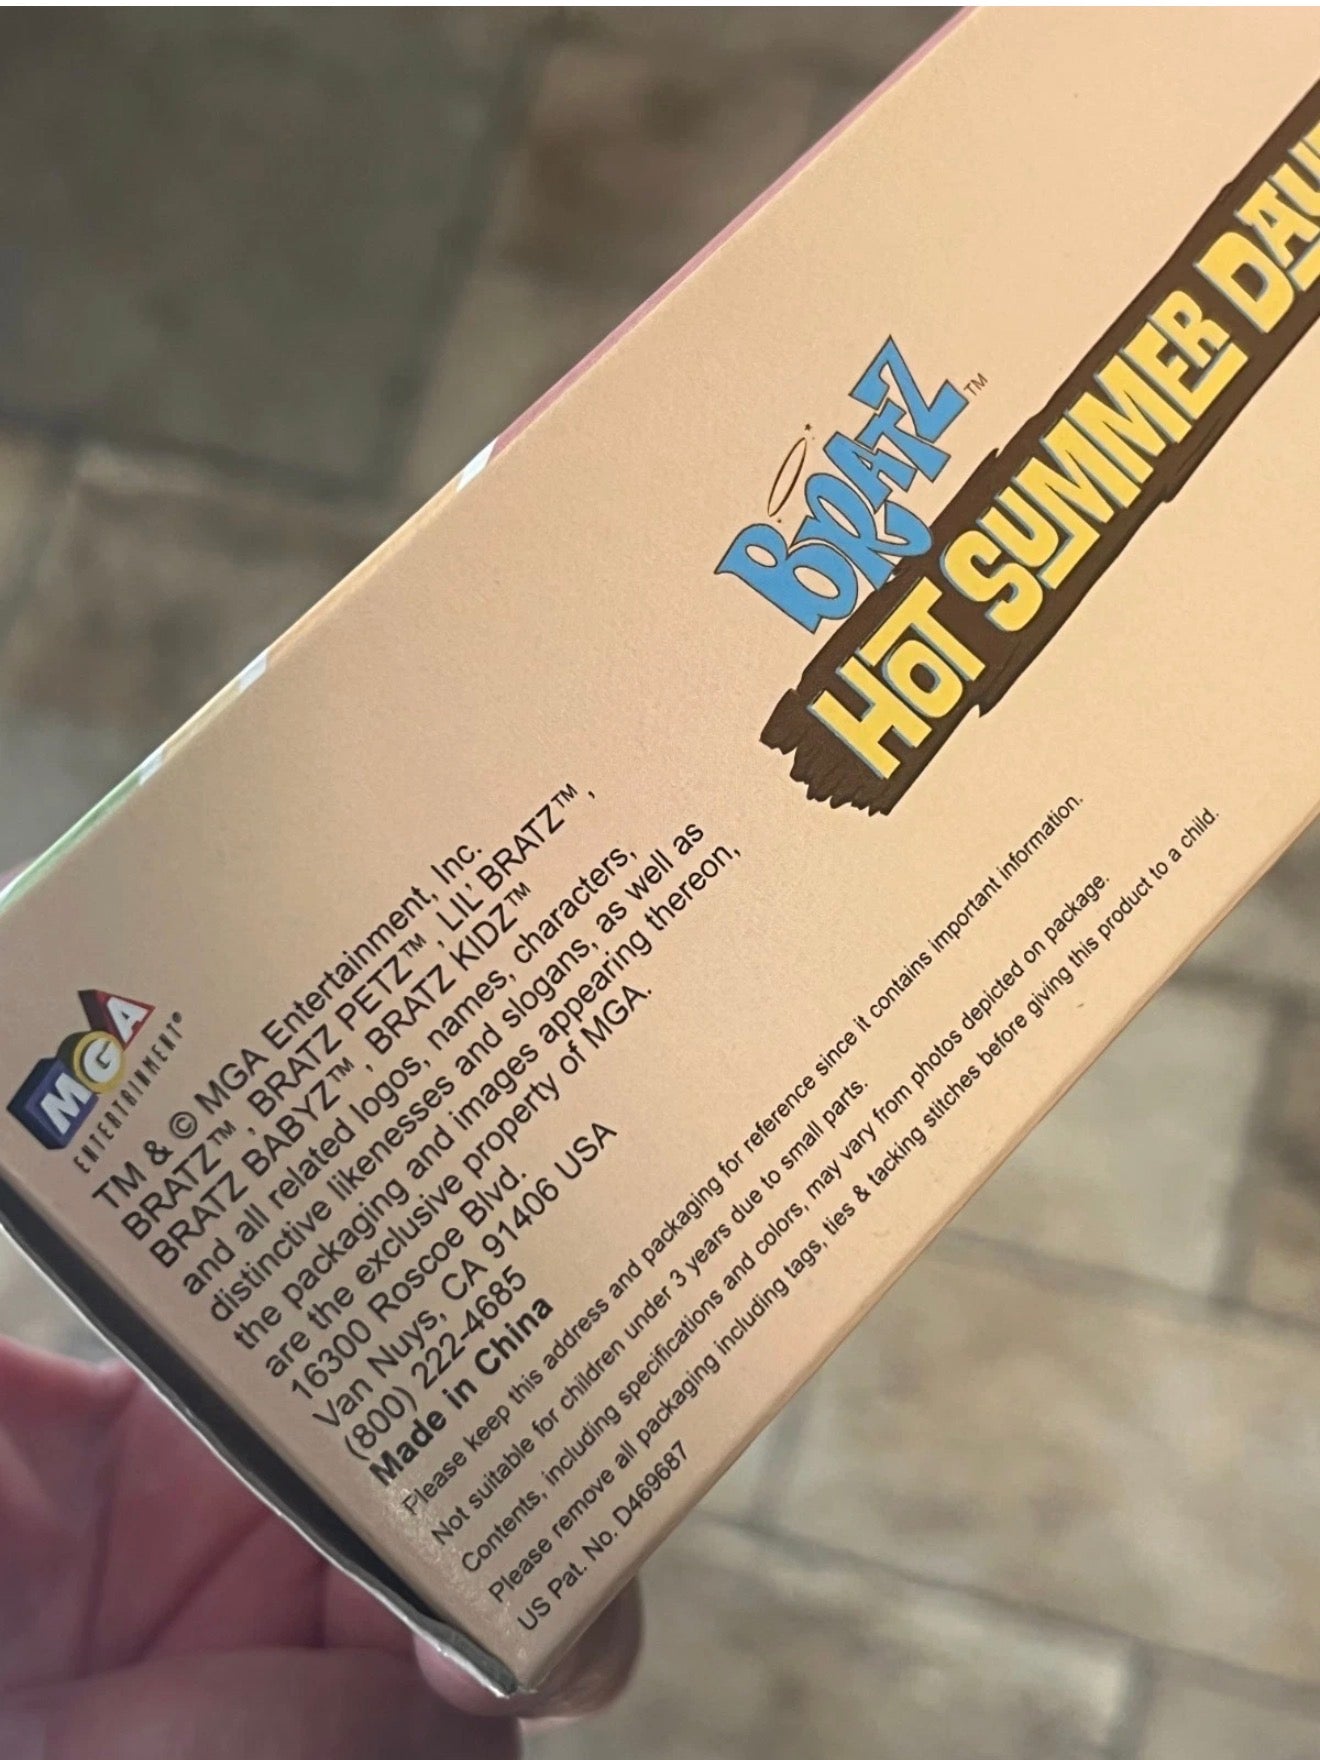 BRATZ™
HOT SUMMER
MGA
ENTERTAINMENT®
TM & © MGA Entertainment, Inc.
BRATZ™, BRATZ PETZ™, LIL' BRATZ™,
BRATZ BABYZ™, BRATZ KIDZ™
and all related logos, names, characters,
distinctive likenesses and slogans, as well as
the packaging and images appearing thereon,
are the exclusive property of MGA.
16300 Roscoe Blvd.
Van Nuys, CA 91406 USA
(800) 222-4685
Made in China
Please keep this address and packaging for reference since it contains important information.
Not suitable for children under 3 years due to small parts.
Contents, including specifications and colors, may vary from photos depicted on package.
Please remove all packaging including tags, ties & tacking stitches before giving this product to a child.
US Pat. No. D469687